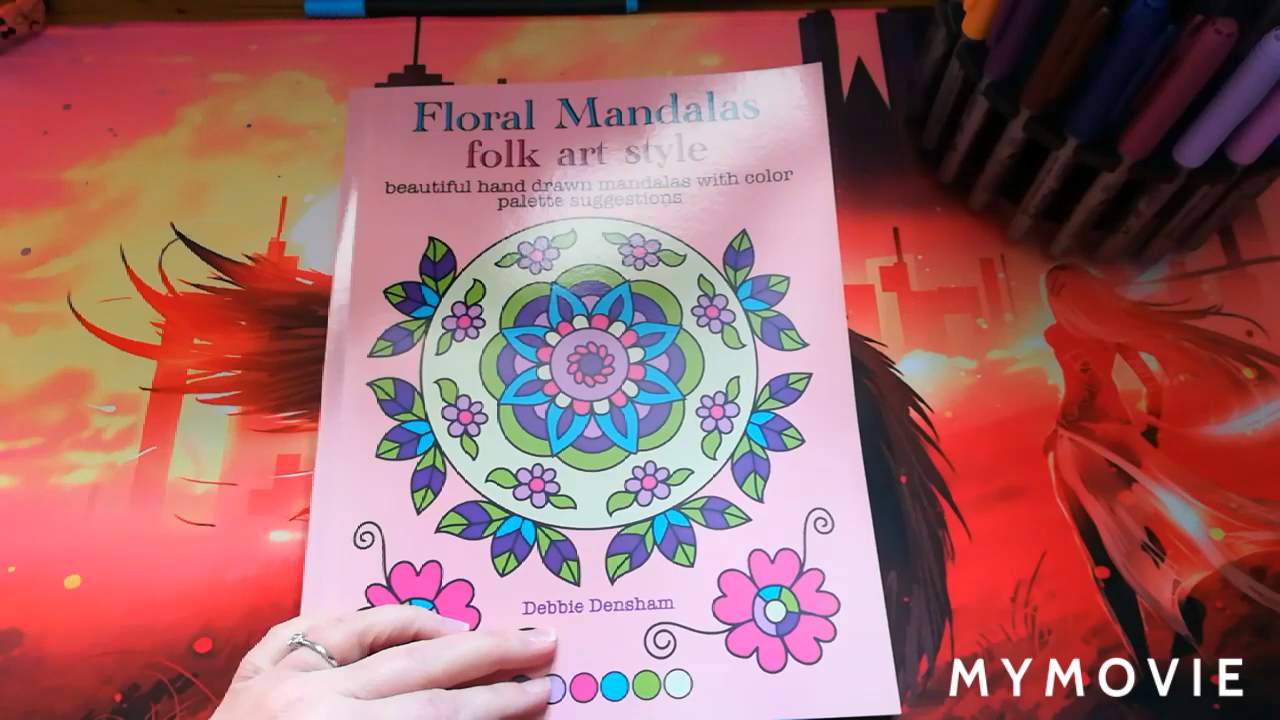 Floral Mandalas
folk art style
beautiful hand drawn mandalas with color
palette suggestions
Debbie Densham
MYMOVIE